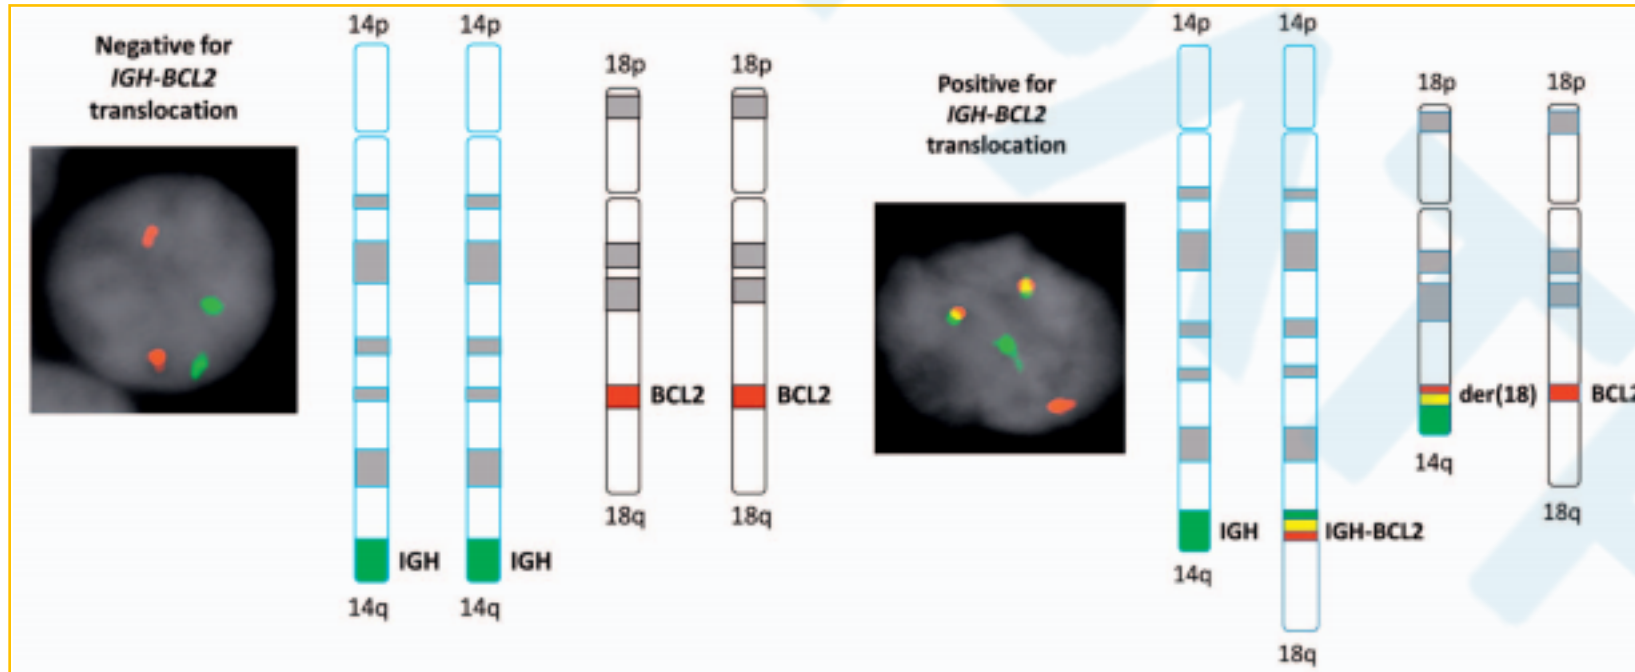 Negative for
IGH-BCL2
translocation
14p
14p
18p
18p
BCL2
BCL2
18q
18q
IGH
IGH
14q
14q
Positive for
IGH-BCL2
translocation
14p
14p
18p
18p
der(18)
BCL2
14q
18q
IGH
IGH-BCL2
14q
18q